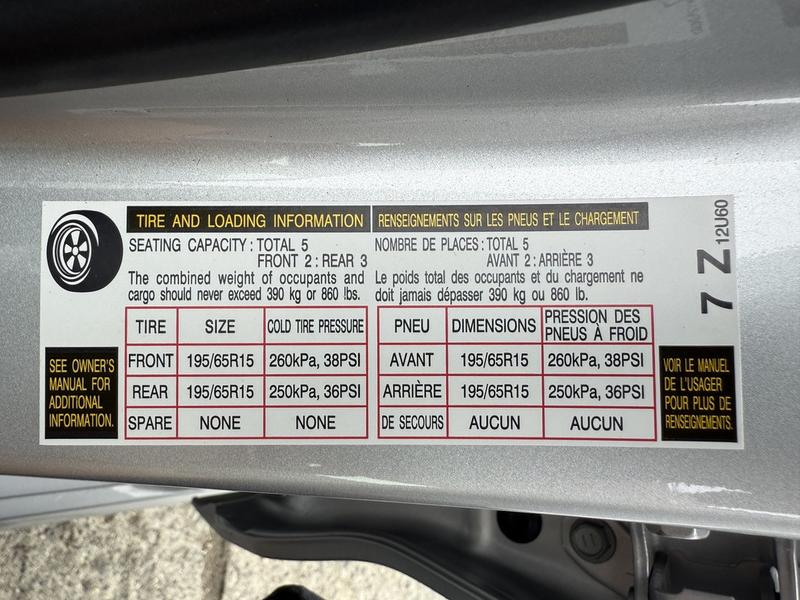 TIRE AND LOADING INFORMATION
SEATING CAPACITY : TOTAL 5
FRONT 2 : REAR 3
The combined weight of occupants and
cargo should never exceed 390 kg or 860 lbs.
TIRE SIZE COLD TIRE PRESSURE
FRONT 195/65R15 260kPa, 38PSI
REAR 195/65R15 250kPa, 36PSI
SPARE NONE NONE
SEE OWNER'S
MANUAL FOR
ADDITIONAL
INFORMATION.
RENSEIGNEMENTS SUR LES PNEUS ET LE CHARGEMENT
NOMBRE DE PLACES : TOTAL 5
AVANT 2 : ARRIÈRE 3
Le poids total des occupants et du chargement ne
doit jamais dépasser 390 kg ou 860 lb.
PNEU DIMENSIONS PRESSION DES
PNEUS À FROID
AVANT 195/65R15 260kPa, 38PSI
ARRIÈRE 195/65R15 250kPa, 36PSI
DE SECOURS AUCUN AUCUN
VOIR LE MANUEL
DE L'USAGER
POUR PLUS DE
RENSEIGNEMENTS.
7 Z 12U60